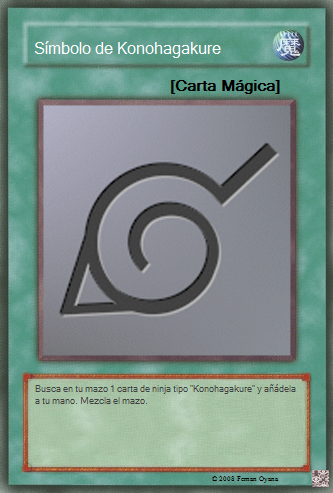 Símbolo de Konohagakure
魔
[Carta Mágica]
Busca en tu mazo 1 carta de ninja tipo "Konohagakure" y añádela
a tu mano. Mezcla el mazo.
© 2008 Fernan Oyana